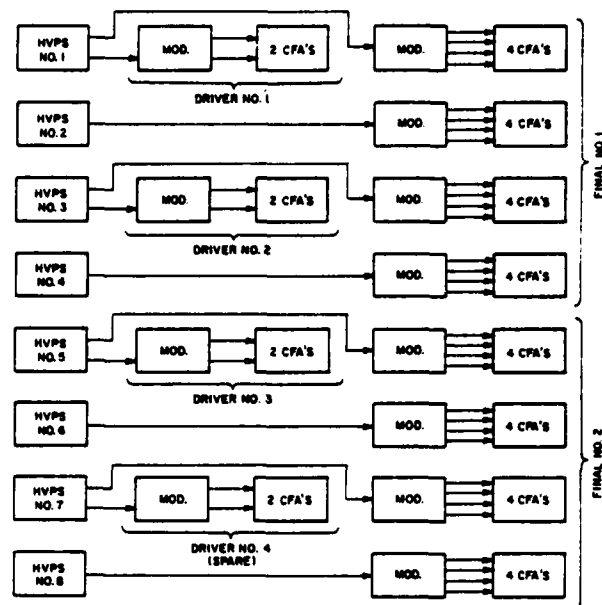 HVPS NO. 1
MOD.
2 CFA'S
MOD.
4 CFA'S
DRIVER NO. 1
HVPS NO. 2
MOD.
4 CFA'S
HVPS NO. 3
MOD.
2 CFA'S
MOD.
4 CFA'S
DRIVER NO. 2
HVPS NO. 4
MOD.
4 CFA'S
FINAL NO. 1
HVPS NO. 5
MOD.
2 CFA'S
MOD.
4 CFA'S
DRIVER NO. 3
HVPS NO. 6
MOD.
4 CFA'S
HVPS NO. 7
MOD.
2 CFA'S
MOD.
4 CFA'S
DRIVER NO. 4
(SPARE)
HVPS NO. 8
MOD.
4 CFA'S
FINAL NO. 2